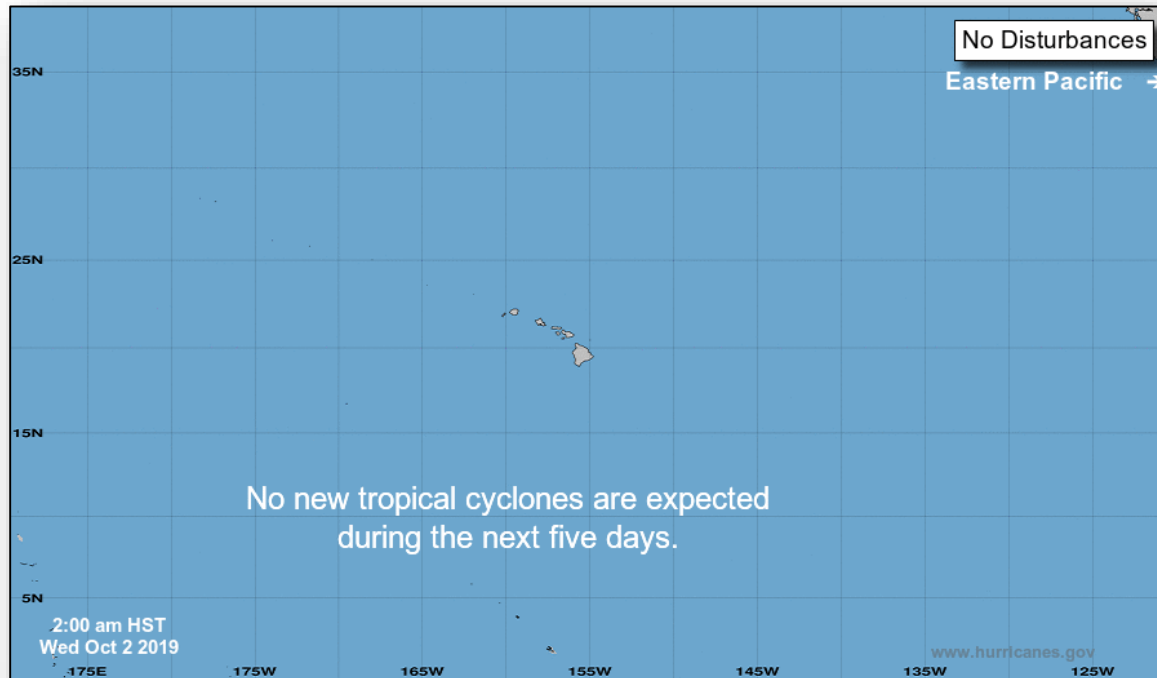 No Disturbances
35N
Eastern Pacific →
25N
15N
No new tropical cyclones are expected
during the next five days.
5N
2:00 am HST
Wed Oct 2 2019
www.hurricanes.gov
175E 175W 165W 155W 145W 135W 125W